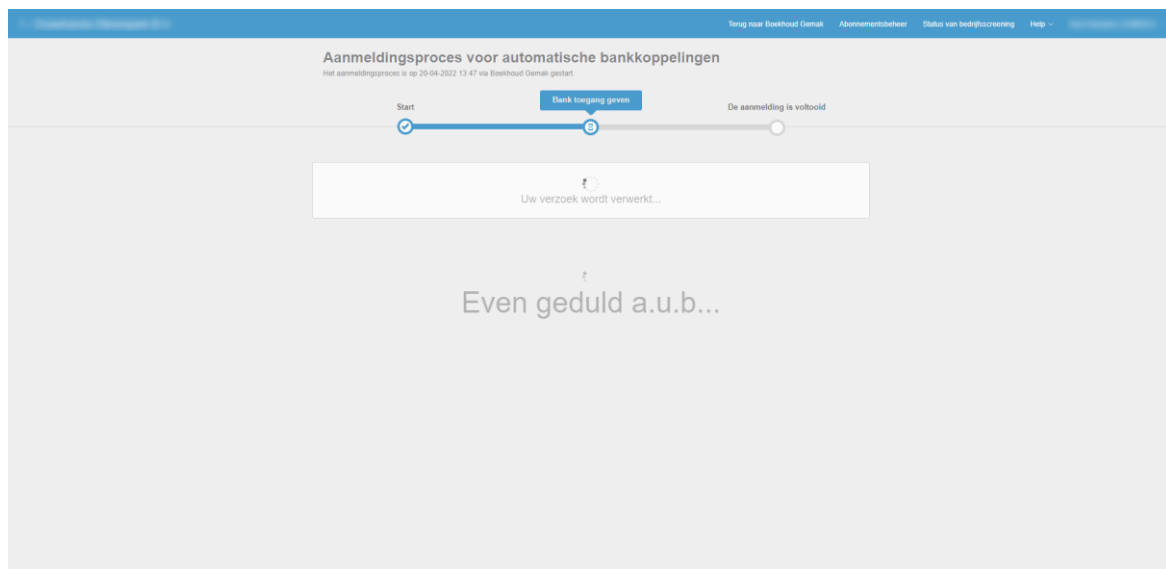 Terug naar Boekhoud Gemak Abonnementsbeheer Status van bedrijfsscreening Help
Aanmeldingsproces voor automatische bankkoppelingen
Het aanmeldingsproces is op 20-04-2022 13:47 via Boekhoud Gemak gestart.
Start Bank toegang geven De aanmelding is voltooid
Uw verzoek wordt verwerkt...
Even geduld a.u.b...